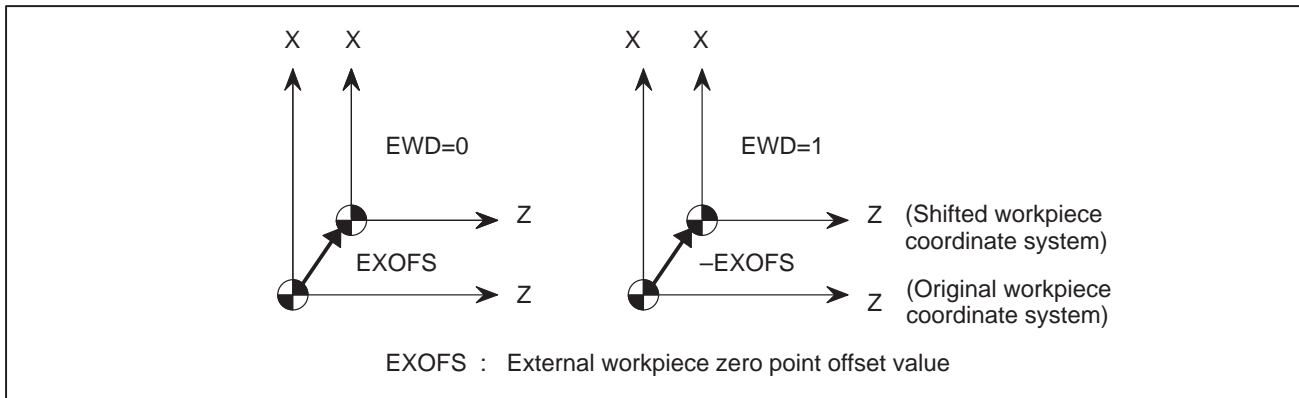 X X X X
EWD=0 EWD=1
Z Z (Shifted workpiece
coordinate system)
EXOFS –EXOFS
Z Z (Original workpiece
coordinate system)
EXOFS : External workpiece zero point offset value